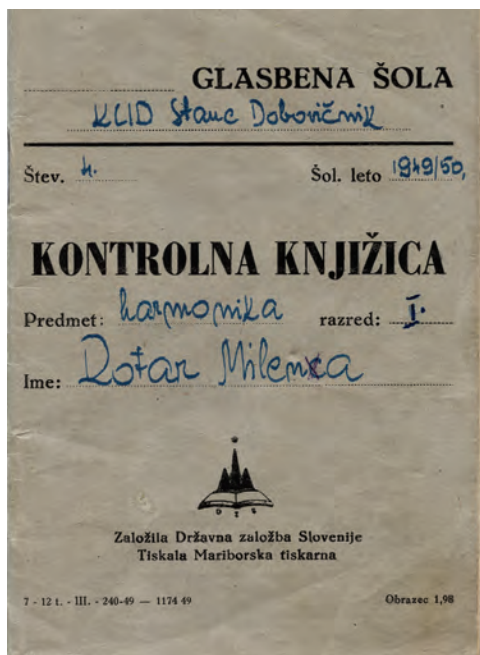 GLASBENA ŠOLA
KUD Stane Dobovičnik
Štev. 4. Šol. leto 1949/50,
KONTROLNA KNJIŽICA
Predmet: harmonika razred: I.
Ime: Rotar Milenka
D Z S
Založila Državna založba Slovenije
Tiskala Mariborska tiskarna
7 - 12 t. - III. - 240-49 — 1174 49 Obrazec 1,98